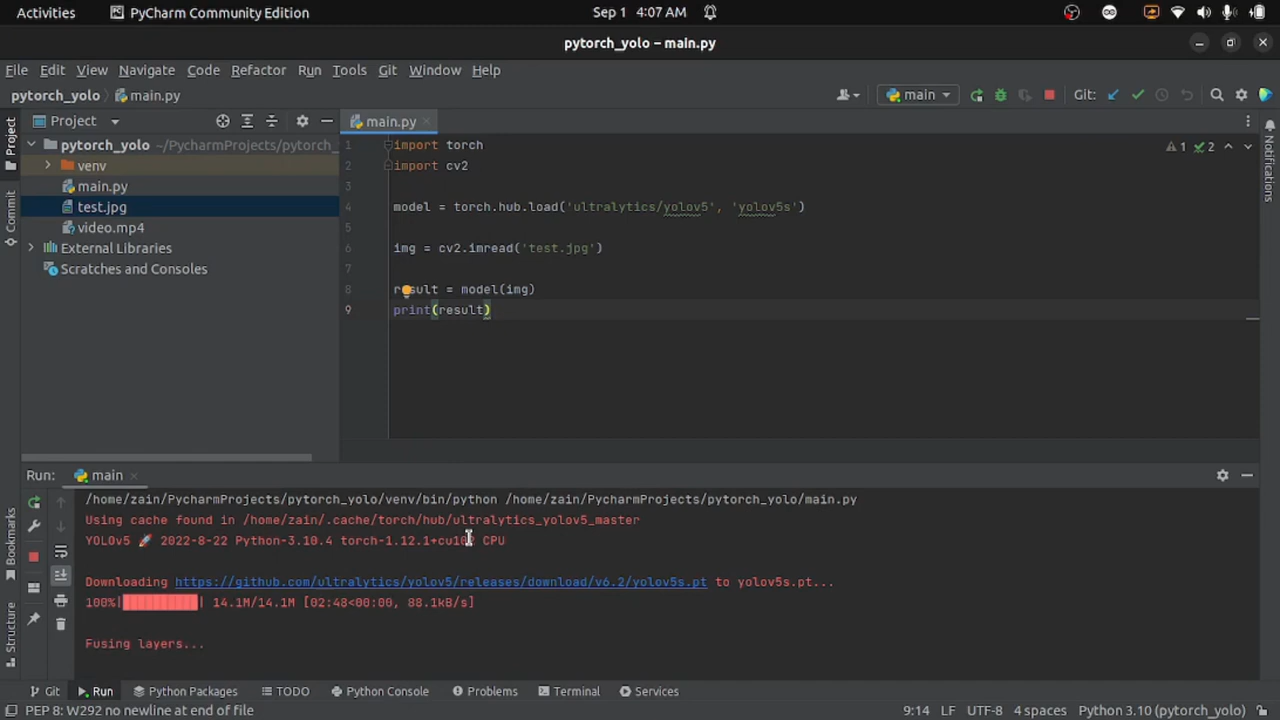 Activities PyCharm Community Edition Sep 1 4:07 AM
pytorch_yolo – main.py
File Edit View Navigate Code Refactor Run Tools Git Window Help
pytorch_yolo main.py main Git:
Project main.py
Project
pytorch_yolo ~/PycharmProjects/pytorch_
venv
main.py
test.jpg
video.mp4
External Libraries
Scratches and Consoles
Commit
Bookmarks
Structure
Notifications
1 import torch 1 2
2 import cv2
3
4 model = torch.hub.load('ultralytics/yolov5', 'yolov5s')
5
6 img = cv2.imread('test.jpg')
7
8 result = model(img)
9 print(result)
Run: main
/home/zain/PycharmProjects/pytorch_yolo/venv/bin/python /home/zain/PycharmProjects/pytorch_yolo/main.py
Using cache found in /home/zain/.cache/torch/hub/ultralytics_yolov5_master
YOLOv5 🚀 2022-8-22 Python-3.10.4 torch-1.12.1+cu102 CPU
Downloading https://github.com/ultralytics/yolov5/releases/download/v6.2/yolov5s.pt to yolov5s.pt...
100%|██████████| 14.1M/14.1M [02:48<00:00, 88.1kB/s]
Fusing layers...
Git Run Python Packages TODO Python Console Problems Terminal Services
PEP 8: W292 no newline at end of file 9:14 LF UTF-8 4 spaces Python 3.10 (pytorch_yolo)